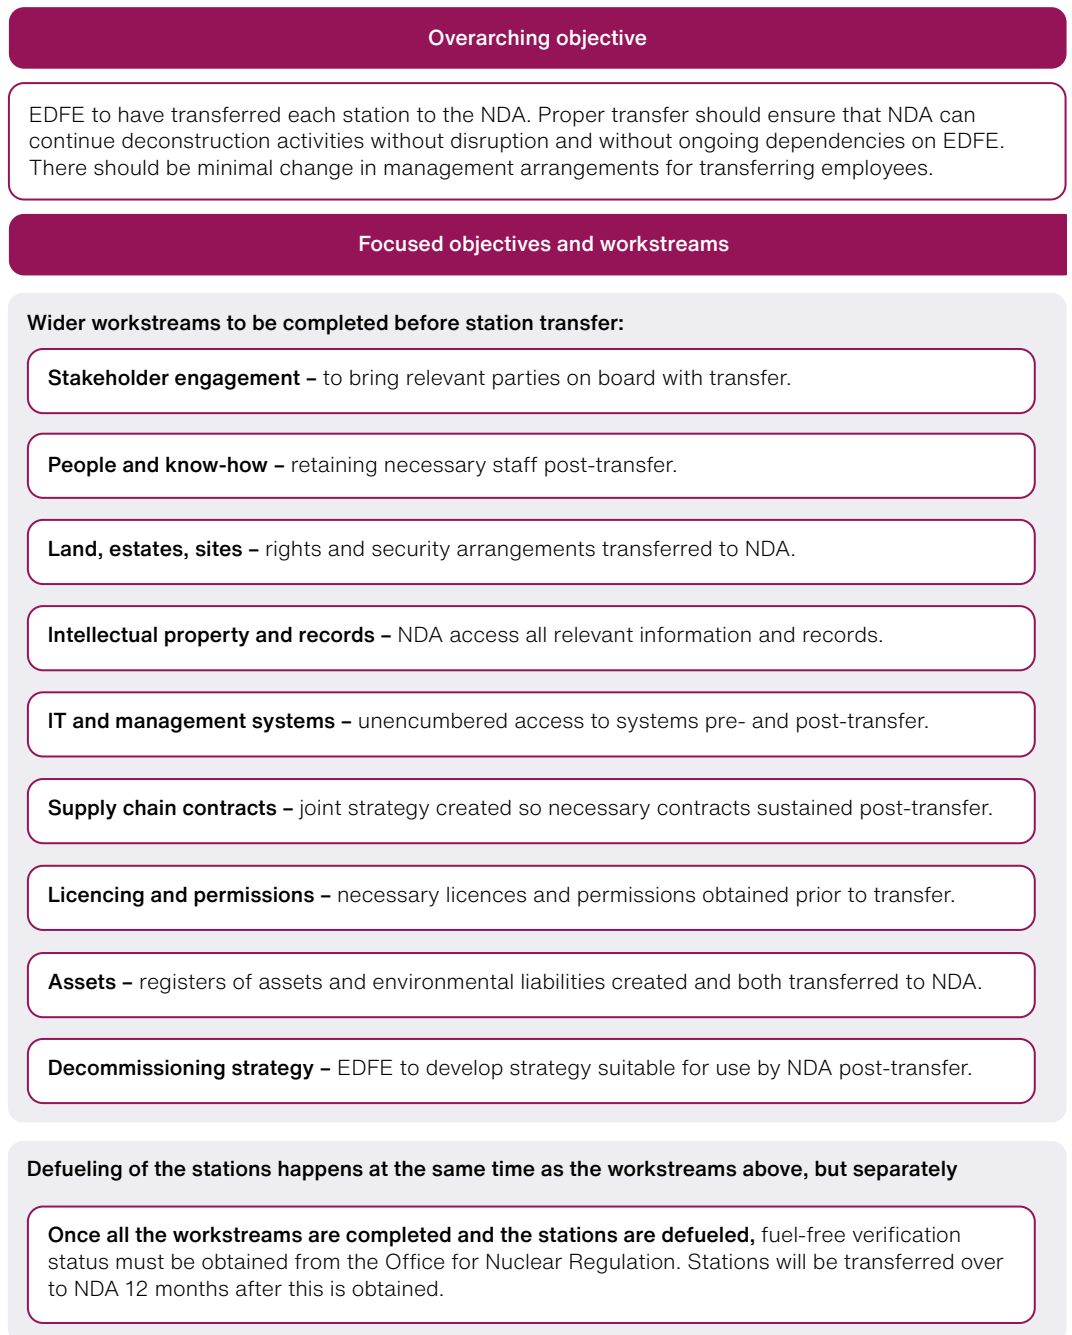 Overarching objective
EDFE to have transferred each station to the NDA. Proper transfer should ensure that NDA can
continue deconstruction activities without disruption and without ongoing dependencies on EDFE.
There should be minimal change in management arrangements for transferring employees.
Focused objectives and workstreams
Wider workstreams to be completed before station transfer:
Stakeholder engagement – to bring relevant parties on board with transfer.
People and know-how – retaining necessary staff post-transfer.
Land, estates, sites – rights and security arrangements transferred to NDA.
Intellectual property and records – NDA access all relevant information and records.
IT and management systems – unencumbered access to systems pre- and post-transfer.
Supply chain contracts – joint strategy created so necessary contracts sustained post-transfer.
Licencing and permissions – necessary licences and permissions obtained prior to transfer.
Assets – registers of assets and environmental liabilities created and both transferred to NDA.
Decommissioning strategy – EDFE to develop strategy suitable for use by NDA post-transfer.
Defueling of the stations happens at the same time as the workstreams above, but separately
Once all the workstreams are completed and the stations are defueled, fuel-free verification
status must be obtained from the Office for Nuclear Regulation. Stations will be transferred over
to NDA 12 months after this is obtained.